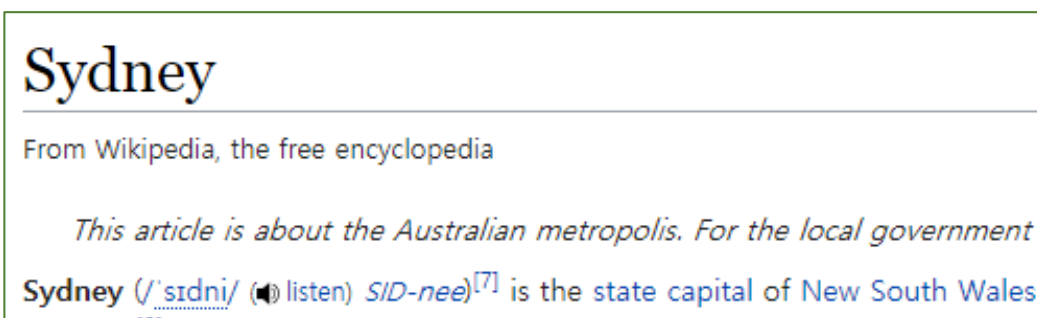 Sydney
From Wikipedia, the free encyclopedia
This article is about the Australian metropolis. For the local government
Sydney (/ˈsɪdni/ (listen) SID-nee)[7] is the state capital of New South Wales